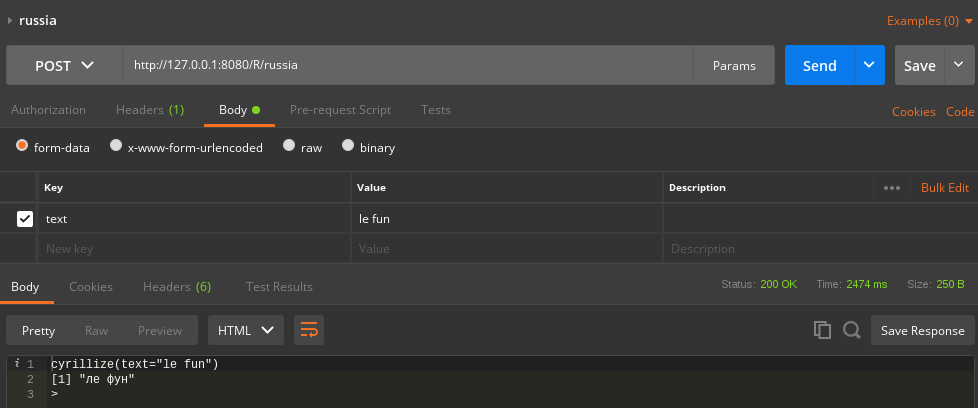 russia
Examples (0)
POST
http://127.0.0.1:8080/R/russia
Params
Send
Save
Authorization
Headers (1)
Body
Pre-request Script
Tests
Cookies
Code
form-data
x-www-form-urlencoded
raw
binary
Key
Value
Description
Bulk Edit
text
le fun
New key
Value
Description
Body
Cookies
Headers (6)
Test Results
Status: 200 OK
Time: 2474 ms
Size: 250 B
Pretty
Raw
Preview
HTML
Save Response
i 1 cyrillize(text="le fun")
2 [1] "ле фун"
3 >